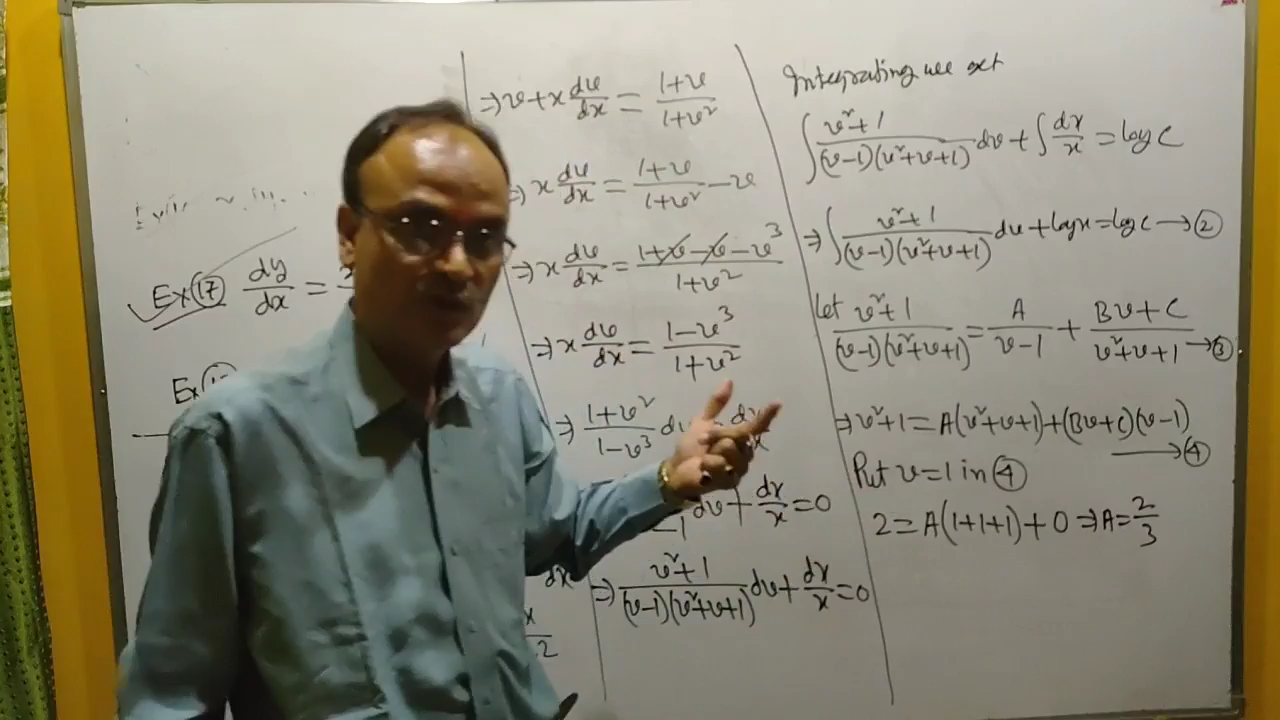 Ex (17) dy/dx =
Ex
dx
x
2
⇒ v + x dv/dx = 1+v/1+v²
⇒ x dv/dx = 1+v/1+v² − v
⇒ x dv/dx = 1+v−v−v³/1+v²
⇒ x dv/dx = 1−v³/1+v²
⇒ 1+v²/1−v³ dv
−1 dv + dx/x = 0
⇒ v²+1/(v−1)(v²+v+1) dv + dx/x = 0
Integrating we get
∫ v²+1/(v−1)(v²+v+1) dv + ∫ dx/x = log C
⇒ ∫ v²+1/(v−1)(v²+v+1) dv + log x = log C → (2)
Let v²+1/(v−1)(v²+v+1) = A/v−1 + Bv+C/v²+v+1 → (3)
⇒ v²+1 = A(v²+v+1)+(Bv+C)(v−1)
→ (4)
Put v=1 in (4)
2 = A(1+1+1)+0 ⇒ A = 2/3